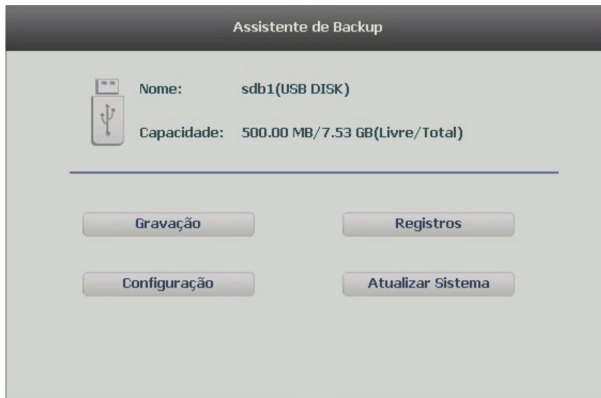 Assistente de Backup
Nome: sdb1(USB DISK)
Capacidade: 500.00 MB/7.53 GB(Livre/Total)
Gravação Registros
Configuração Atualizar Sistema